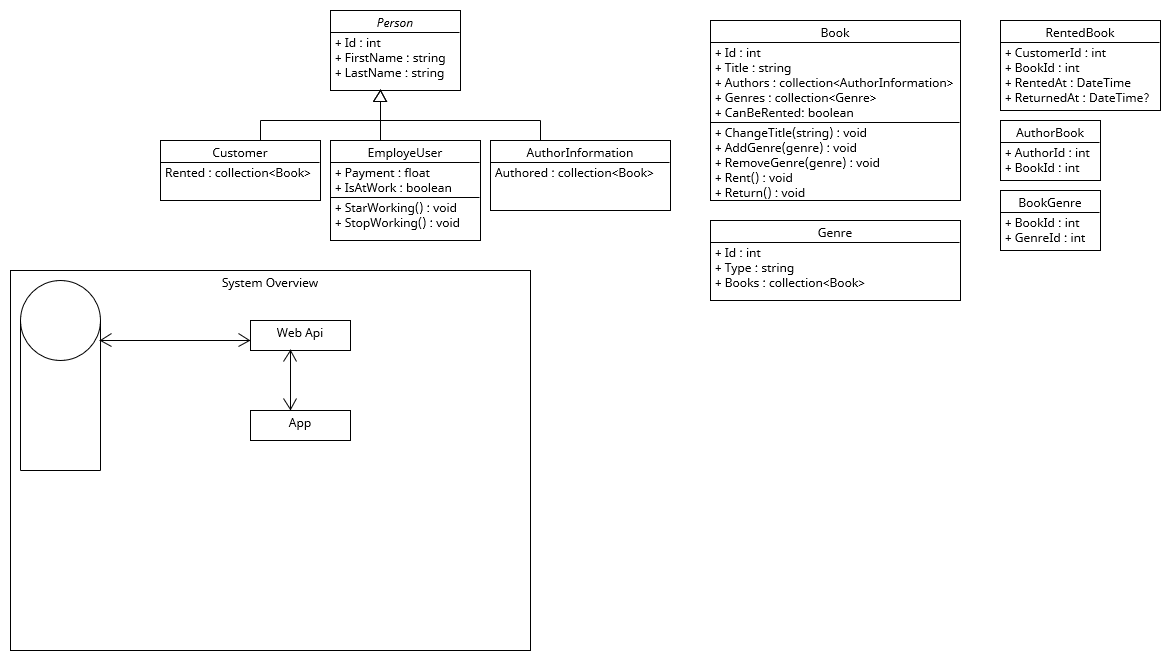 Person
+ Id : int
+ FirstName : string
+ LastName : string
Customer
Rented : collection<Book>
EmployeUser
+ Payment : float
+ IsAtWork : boolean
+ StarWorking() : void
+ StopWorking() : void
AuthorInformation
Authored : collection<Book>
Book
+ Id : int
+ Title : string
+ Authors : collection<AuthorInformation>
+ Genres : collection<Genre>
+ CanBeRented: boolean
+ ChangeTitle(string) : void
+ AddGenre(genre) : void
+ RemoveGenre(genre) : void
+ Rent() : void
+ Return() : void
Genre
+ Id : int
+ Type : string
+ Books : collection<Book>
RentedBook
+ CustomerId : int
+ BookId : int
+ RentedAt : DateTime
+ ReturnedAt : DateTime?
AuthorBook
+ AuthorId : int
+ BookId : int
BookGenre
+ BookId : int
+ GenreId : int
System Overview
Web Api
App